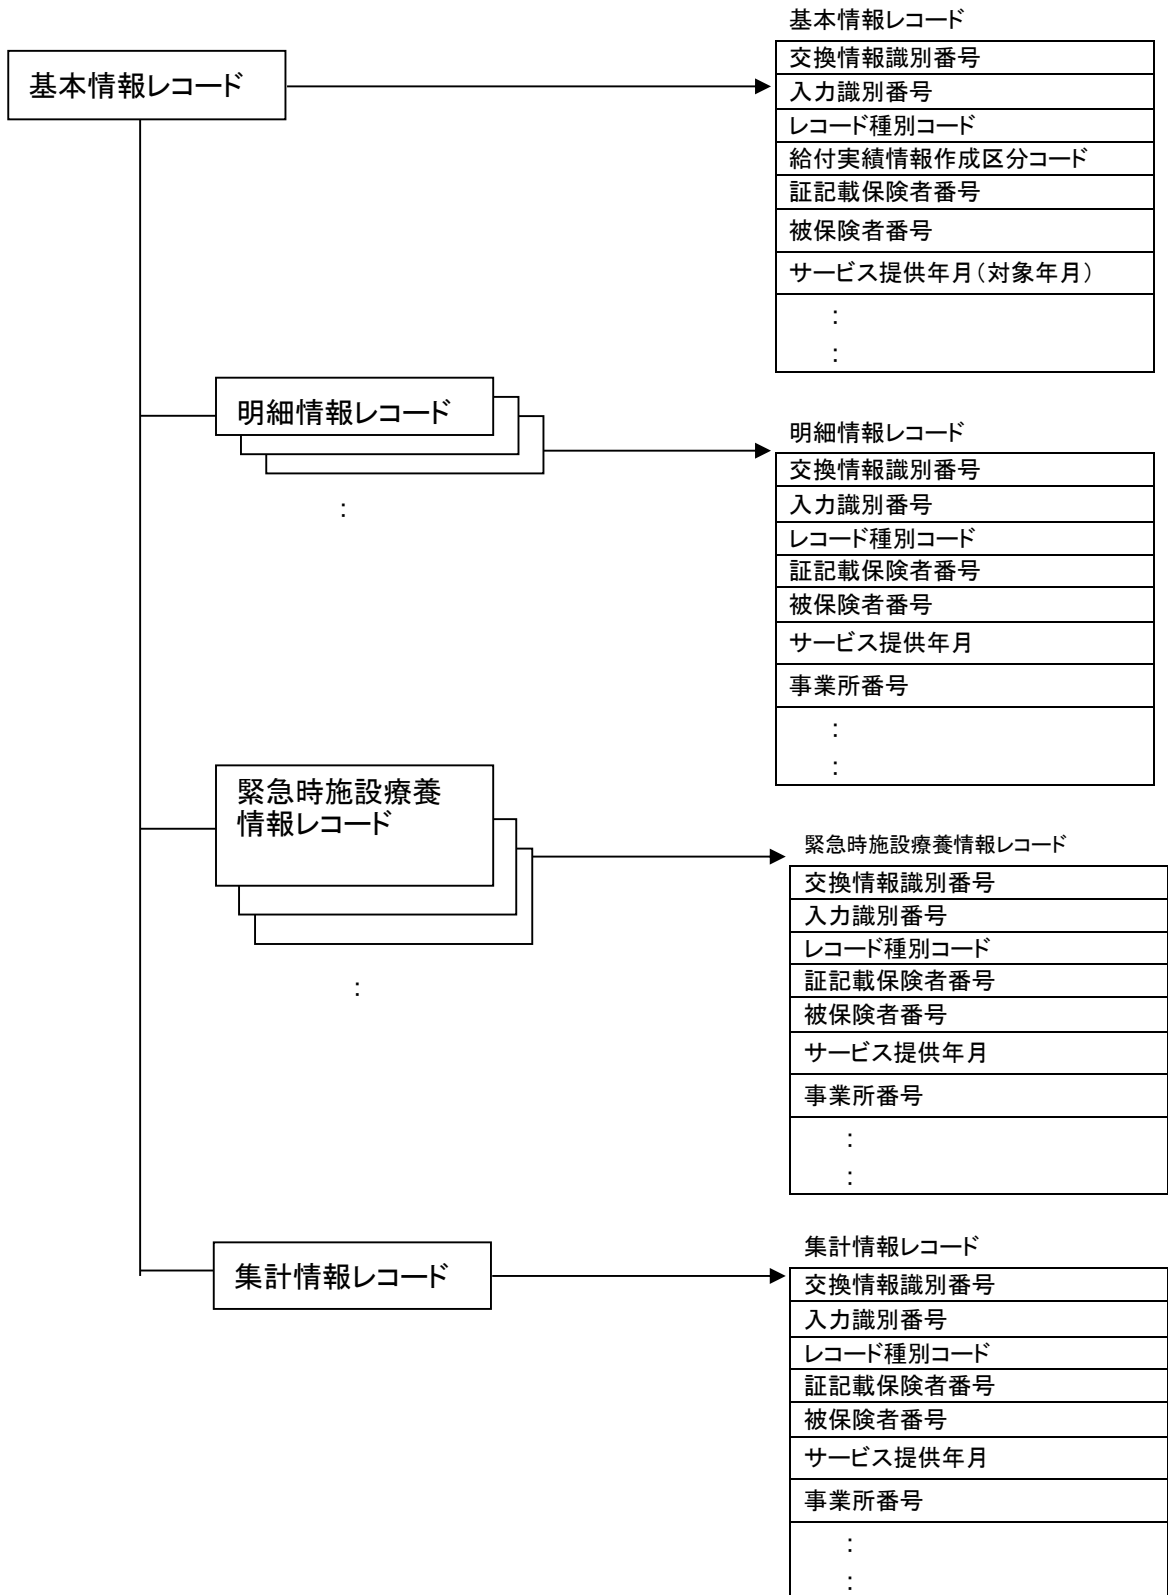 基本情報レコード
基本情報レコード
交換情報識別番号
入力識別番号
レコード種別コード
給付実績情報作成区分コード
証記載保険者番号
被保険者番号
サービス提供年月(対象年月)
:
:
明細情報レコード
:
明細情報レコード
交換情報識別番号
入力識別番号
レコード種別コード
証記載保険者番号
被保険者番号
サービス提供年月
事業所番号
:
:
緊急時施設療養
情報レコード
:
緊急時施設療養情報レコード
交換情報識別番号
入力識別番号
レコード種別コード
証記載保険者番号
被保険者番号
サービス提供年月
事業所番号
:
:
集計情報レコード
集計情報レコード
交換情報識別番号
入力識別番号
レコード種別コード
証記載保険者番号
被保険者番号
サービス提供年月
事業所番号
:
: